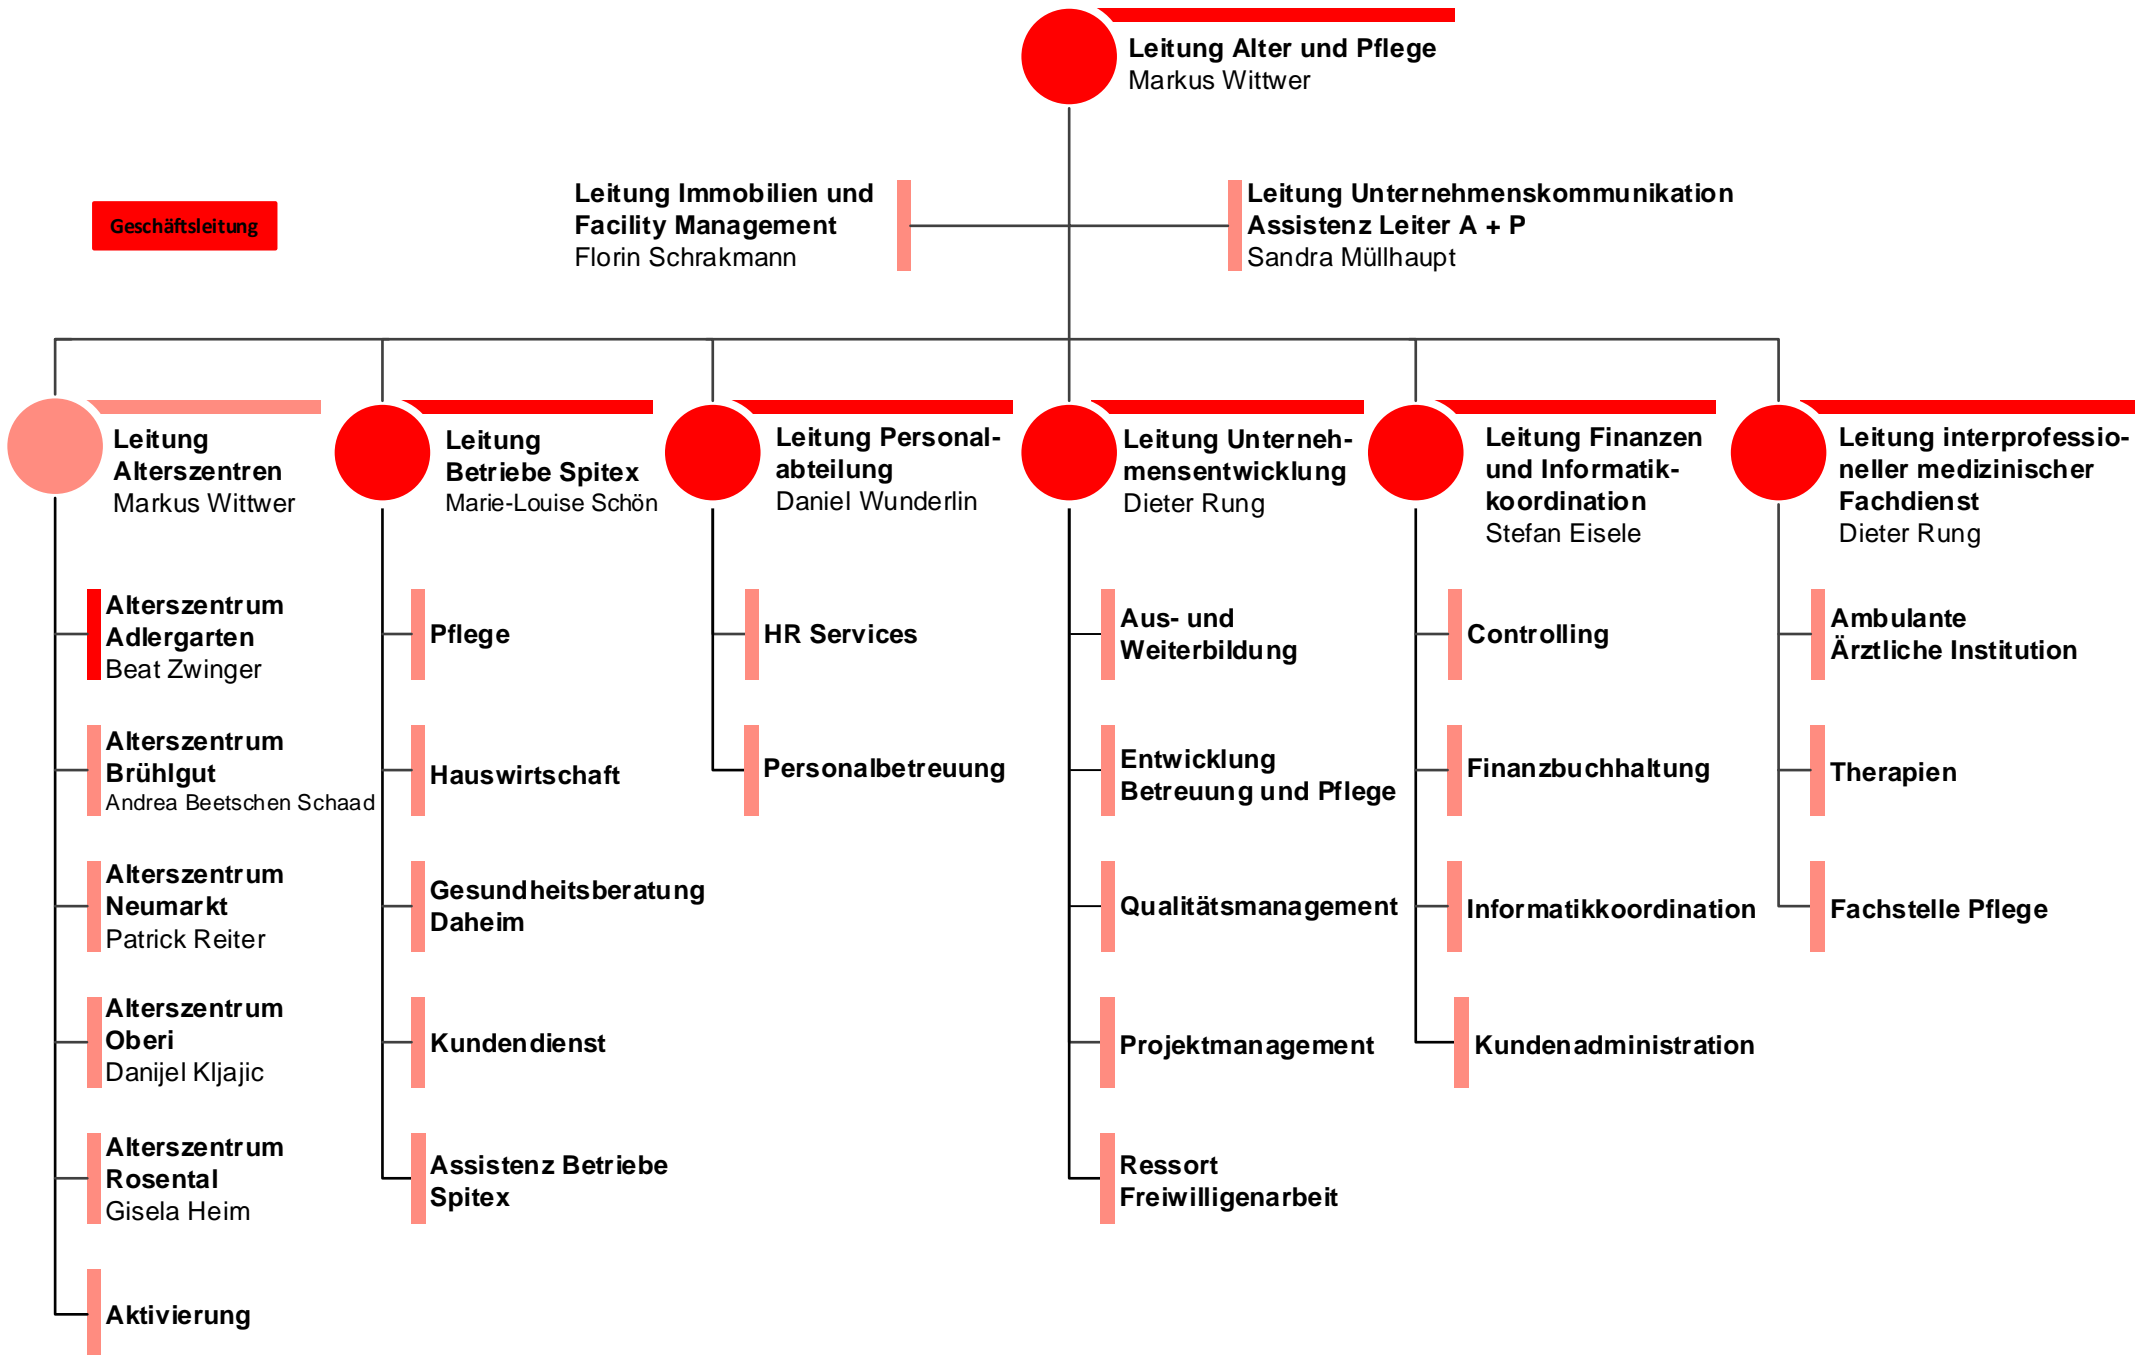 Leitung Alter und Pflege
Markus Wittwer
Leitung Immobilien und
Facility Management
Florin Schrakmann
Leitung Unternehmenskommunikation
Assistenz Leiter A + P
Sandra Müllhaupt
Geschäftsleitung
Leitung
Alterszentren
Markus Wittwer
Alterszentrum
Adlergarten
Beat Zwinger
Alterszentrum
Brühlgut
Andrea Beetschen Schaad
Alterszentrum
Neumarkt
Patrick Reiter
Alterszentrum
Oberi
Danijel Kljajic
Alterszentrum
Rosental
Gisela Heim
Aktivierung
Leitung
Betriebe Spitex
Marie-Louise Schön
Pflege
Hauswirtschaft
Gesundheitsberatung
Daheim
Kundendienst
Assistenz Betriebe
Spitex
Leitung Personal-
abteilung
Daniel Wunderlin
HR Services
Personalbetreuung
Leitung Unterneh-
mensentwicklung
Dieter Rung
Aus- und
Weiterbildung
Entwicklung
Betreuung und Pflege
Qualitätsmanagement
Projektmanagement
Ressort
Freiwilligenarbeit
Leitung Finanzen
und Informatik-
koordination
Stefan Eisele
Controlling
Finanzbuchhaltung
Informatikkoordination
Kundenadministration
Leitung interprofessio-
neller medizinischer
Fachdienst
Dieter Rung
Ambulante
Ärztliche Institution
Therapien
Fachstelle Pflege